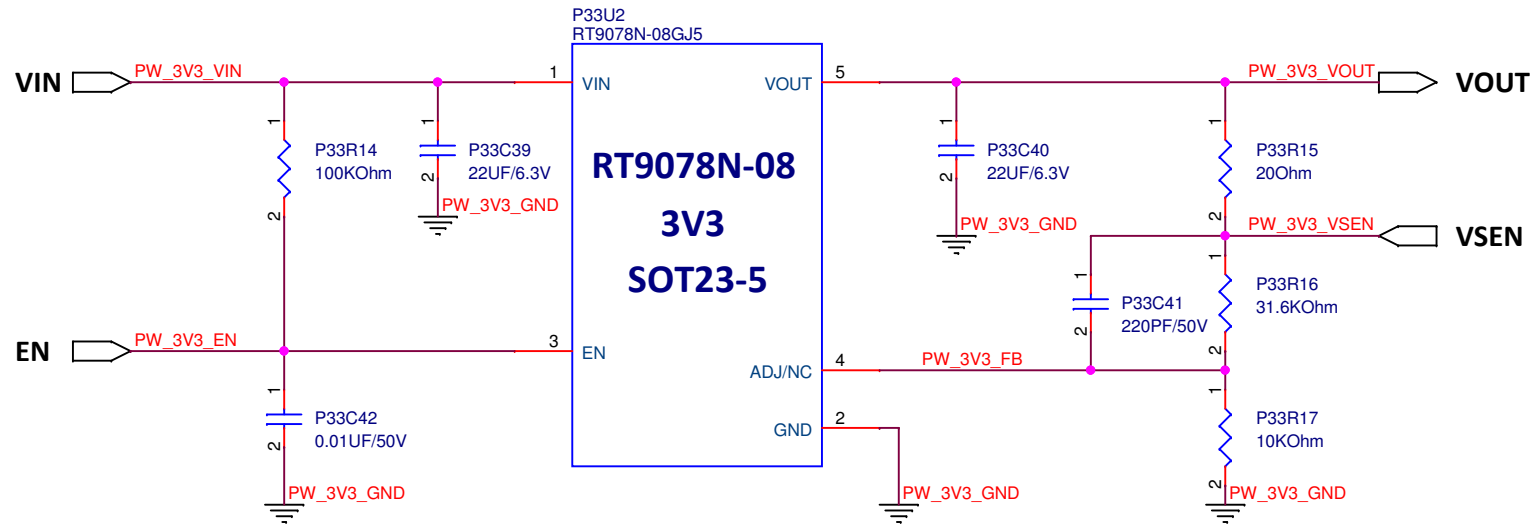 P33U2
RT9078N-08GJ5
VIN
PW_3V3_VIN
1
VIN
VOUT
5
PW_3V3_VOUT
VOUT
1
P33R14
100KOhm
2
1
P33C39
22UF/6.3V
2
PW_3V3_GND
RT9078N-08
3V3
SOT23-5
1
P33C40
22UF/6.3V
2
PW_3V3_GND
1
P33R15
20Ohm
2
PW_3V3_VSEN
VSEN
1
P33C41
220PF/50V
2
1
P33R16
31.6KOhm
2
EN
PW_3V3_EN
3
EN
ADJ/NC
4
PW_3V3_FB
1
P33C42
0.01UF/50V
2
PW_3V3_GND
GND
2
PW_3V3_GND
1
P33R17
10KOhm
2
PW_3V3_GND